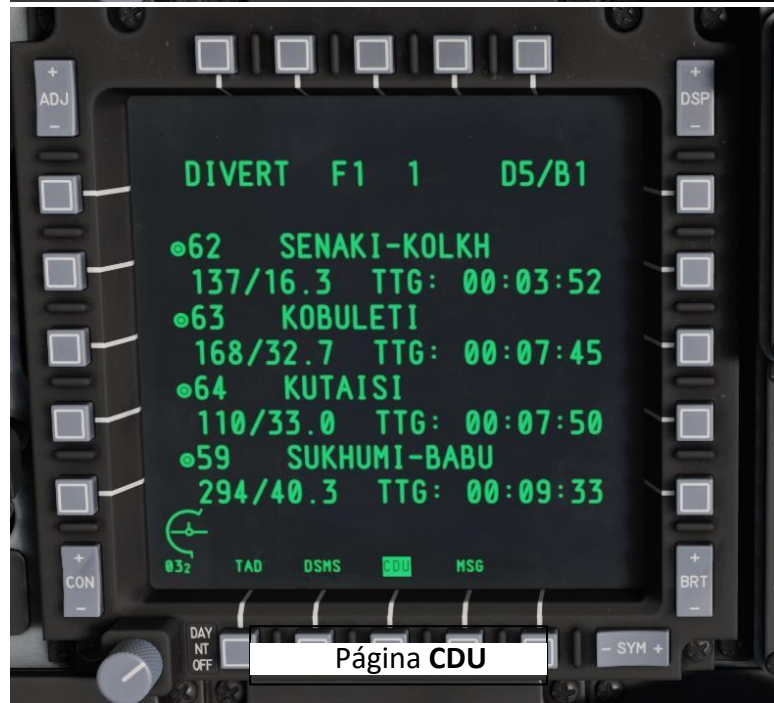 +
ADJ
-
+
DSP
-
DIVERT F1 1 D5/B1
⊙62 SENAKI-KOLKH
137/16.3 TTG: 00:03:52
⊙63 KOBULETI
168/32.7 TTG: 00:07:45
⊙64 KUTAISI
110/33.0 TTG: 00:07:50
⊙59 SUKHUMI-BABU
294/40.3 TTG: 00:09:33
032 TAD DSMS CDU MSG
+
CON
-
+
BRT
-
DAY
NT
OFF
- SYM +
Página CDU